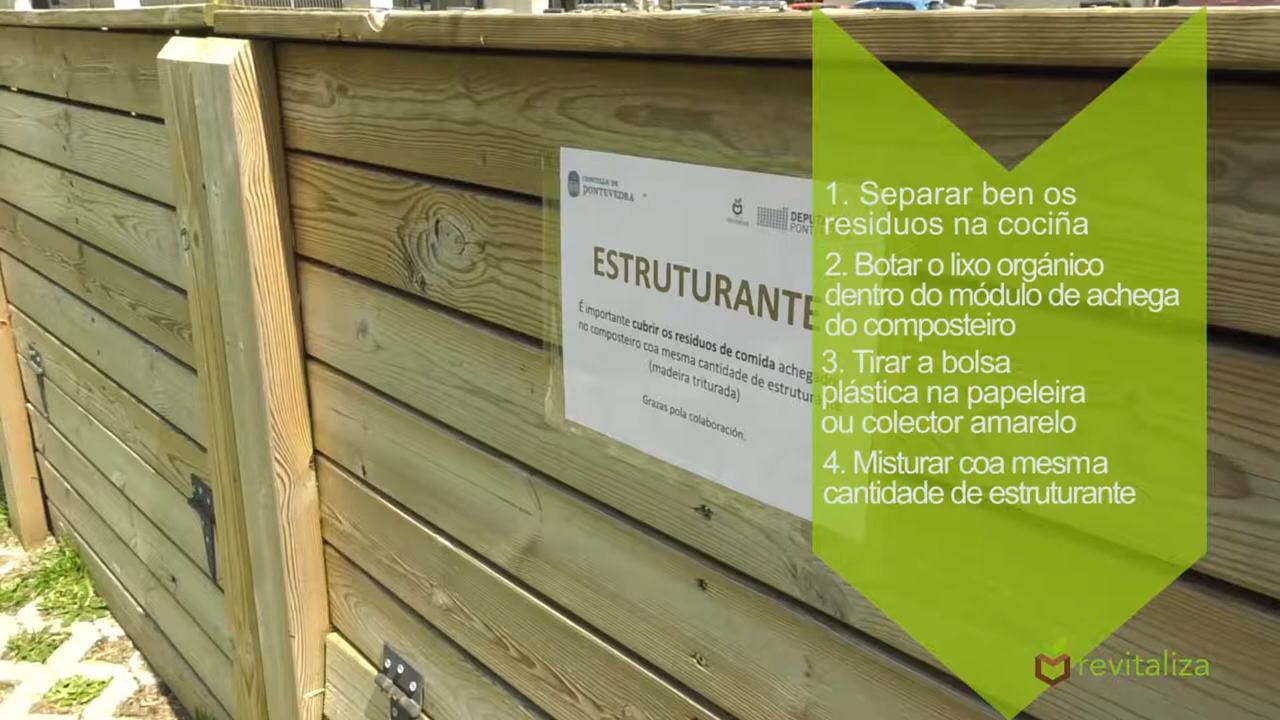 CONCELLO DE
PONTEVEDRA
revitaliza
ESTRUTURANTE
É importante cubrir os residuos de comida
no composteiro coa mesma cantidade de
(madeira triturada)
Grazas pola colaboración.
1. Separar ben os
residuos na cociña
2. Botar o lixo orgánico
dentro do módulo de achega
do composteiro
3. Tirar a bolsa
plástica na papeleira
ou colector amarelo
4. Misturar coa mesma
cantidade de estruturante
revitaliza